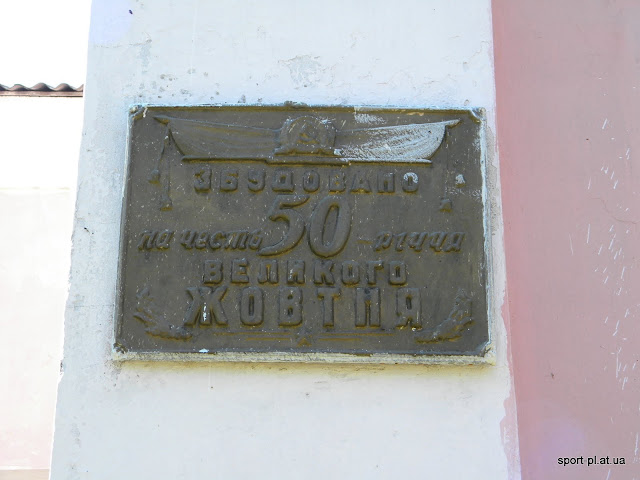 ЗБУДОВАНО
на честь 50-річчя
ВЕЛИКОГО
ЖОВТНЯ
sport-pl.at.ua